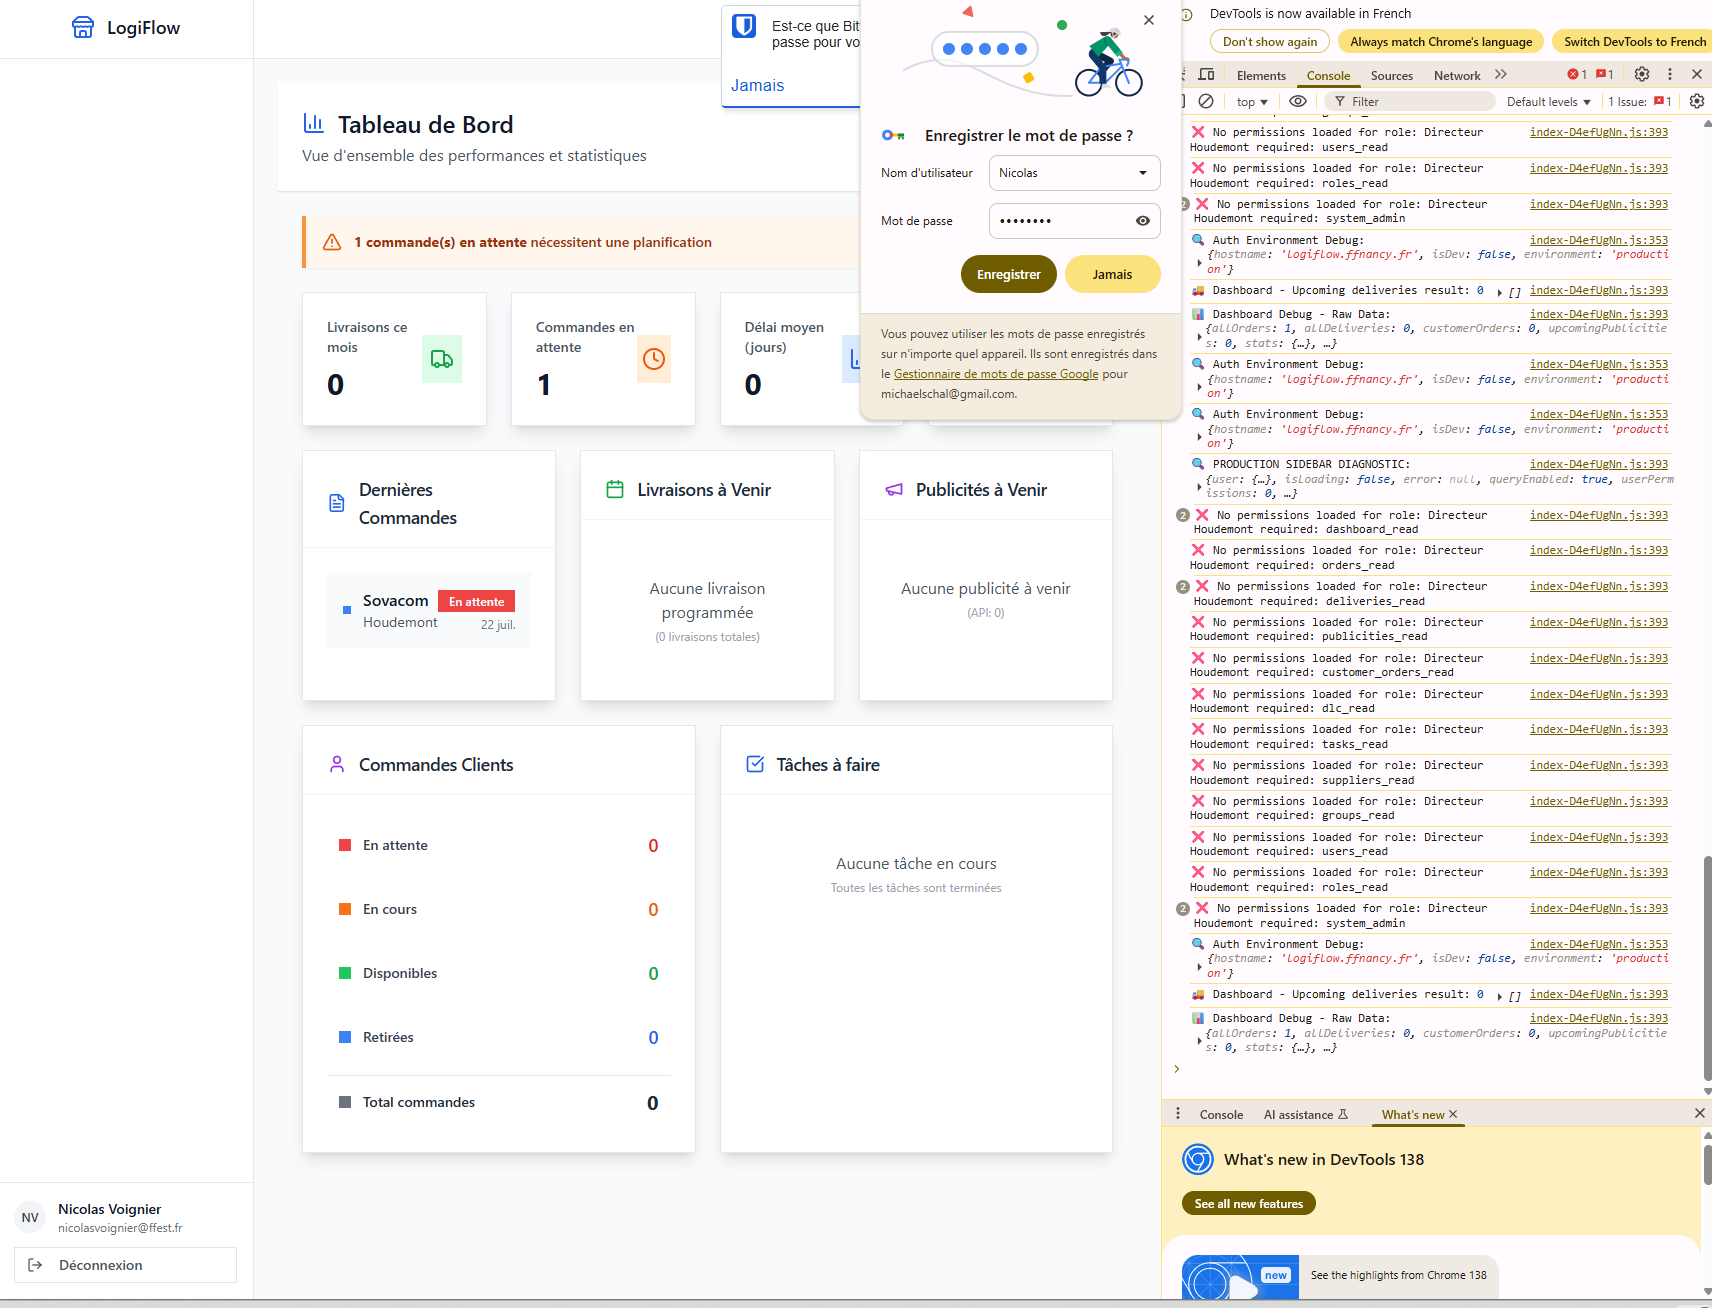 LogiFlow
Tableau de Bord
Vue d'ensemble des performances et statistiques
1 commande(s) en attente nécessitent une planification
Livraisons ce
mois
0
Commandes en
attente
1
Délai moyen
(jours)
0
Dernières
Commandes
Sovacom
En attente
Houdemont
22 juil.
Livraisons à Venir
Aucune livraison
programmée
(0 livraisons totales)
Publicités à Venir
Aucune publicité à venir
(API: 0)
Commandes Clients
En attente 0
En cours 0
Disponibles 0
Retirées 0
Total commandes 0
Tâches à faire
Aucune tâche en cours
Toutes les tâches sont terminées
NV
Nicolas Voignier
nicolasvoignier@ffest.fr
Déconnexion
Est-ce que Bit
passe pour vo
Jamais
Enregistrer le mot de passe ?
Nom d'utilisateur
Nicolas
Mot de passe
••••••••
Enregistrer
Jamais
Vous pouvez utiliser les mots de passe enregistrés
sur n'importe quel appareil. Ils sont enregistrés dans
le Gestionnaire de mots de passe Google pour
michaelschal@gmail.com.
DevTools is now available in French
Don't show again
Always match Chrome's language
Switch DevTools to French
Elements Console Sources Network 1 1
top Filter Default levels 1 Issue: 1
❌ No permissions loaded for role: Directeur index-D4efUgNn.js:393
Houdemont required: users_read
❌ No permissions loaded for role: Directeur index-D4efUgNn.js:393
Houdemont required: roles_read
2 ❌ No permissions loaded for role: Directeur index-D4efUgNn.js:393
Houdemont required: system_admin
🔍 Auth Environment Debug: index-D4efUgNn.js:353
{hostname: 'logiflow.ffnancy.fr', isDev: false, environment: 'producti
on'}
🚚 Dashboard - Upcoming deliveries result: 0 [] index-D4efUgNn.js:393
📊 Dashboard Debug - Raw Data: index-D4efUgNn.js:393
{allOrders: 1, allDeliveries: 0, customerOrders: 0, upcomingPublicitie
s: 0, stats: {…}, …}
🔍 Auth Environment Debug: index-D4efUgNn.js:353
{hostname: 'logiflow.ffnancy.fr', isDev: false, environment: 'producti
on'}
🔍 Auth Environment Debug: index-D4efUgNn.js:353
{hostname: 'logiflow.ffnancy.fr', isDev: false, environment: 'producti
on'}
🔍 PRODUCTION SIDEBAR DIAGNOSTIC: index-D4efUgNn.js:393
{user: {…}, isLoading: false, error: null, queryEnabled: true, userPerm
issions: 0, …}
2 ❌ No permissions loaded for role: Directeur index-D4efUgNn.js:393
Houdemont required: dashboard_read
❌ No permissions loaded for role: Directeur index-D4efUgNn.js:393
Houdemont required: orders_read
2 ❌ No permissions loaded for role: Directeur index-D4efUgNn.js:393
Houdemont required: deliveries_read
❌ No permissions loaded for role: Directeur index-D4efUgNn.js:393
Houdemont required: publicities_read
❌ No permissions loaded for role: Directeur index-D4efUgNn.js:393
Houdemont required: customer_orders_read
❌ No permissions loaded for role: Directeur index-D4efUgNn.js:393
Houdemont required: dlc_read
❌ No permissions loaded for role: Directeur index-D4efUgNn.js:393
Houdemont required: tasks_read
❌ No permissions loaded for role: Directeur index-D4efUgNn.js:393
Houdemont required: suppliers_read
❌ No permissions loaded for role: Directeur index-D4efUgNn.js:393
Houdemont required: groups_read
❌ No permissions loaded for role: Directeur index-D4efUgNn.js:393
Houdemont required: users_read
❌ No permissions loaded for role: Directeur index-D4efUgNn.js:393
Houdemont required: roles_read
2 ❌ No permissions loaded for role: Directeur index-D4efUgNn.js:393
Houdemont required: system_admin
🔍 Auth Environment Debug: index-D4efUgNn.js:353
{hostname: 'logiflow.ffnancy.fr', isDev: false, environment: 'producti
on'}
🚚 Dashboard - Upcoming deliveries result: 0 [] index-D4efUgNn.js:393
📊 Dashboard Debug - Raw Data: index-D4efUgNn.js:393
{allOrders: 1, allDeliveries: 0, customerOrders: 0, upcomingPublicitie
s: 0, stats: {…}, …}
Console AI assistance What's new
What's new in DevTools 138
See all new features
new
See the highlights from Chrome 138